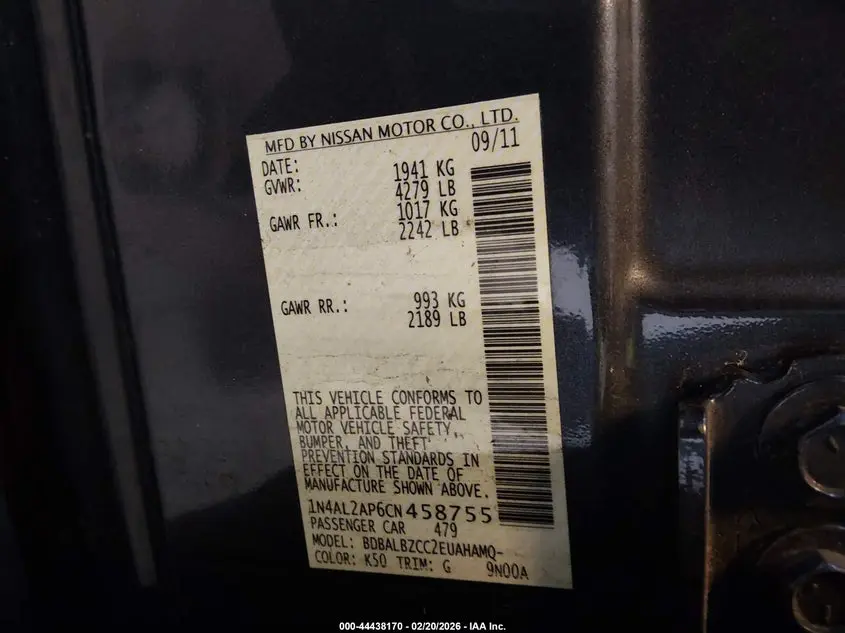 MFD BY NISSAN MOTOR CO., LTD.
DATE: 09/11
GVWR: 1941 KG
4279 LB
GAWR FR.: 1017 KG
2242 LB
GAWR RR.: 993 KG
2189 LB
THIS VEHICLE CONFORMS TO
ALL APPLICABLE FEDERAL
MOTOR VEHICLE SAFETY,
BUMPER, AND THEFT
PREVENTION STANDARDS IN
EFFECT ON THE DATE OF
MANUFACTURE SHOWN ABOVE.
1N4AL2AP6CN458755
PASSENGER CAR 479
MODEL: BDBALBZCC2EUAHAMQ-
COLOR: K50 TRIM: G 9N00A
000-44438170 – 02/20/2026 – IAA Inc.